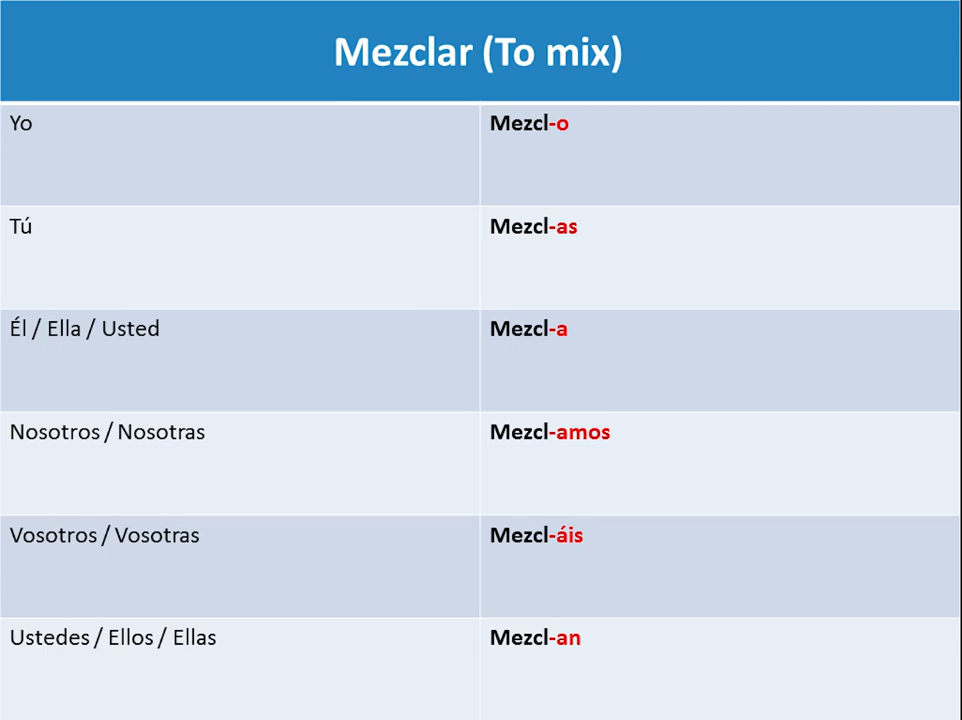 Mezclar (To mix)
Yo Mezcl-o
Tú Mezcl-as
Él / Ella / Usted Mezcl-a
Nosotros / Nosotras Mezcl-amos
Vosotros / Vosotras Mezcl-áis
Ustedes / Ellos / Ellas Mezcl-an